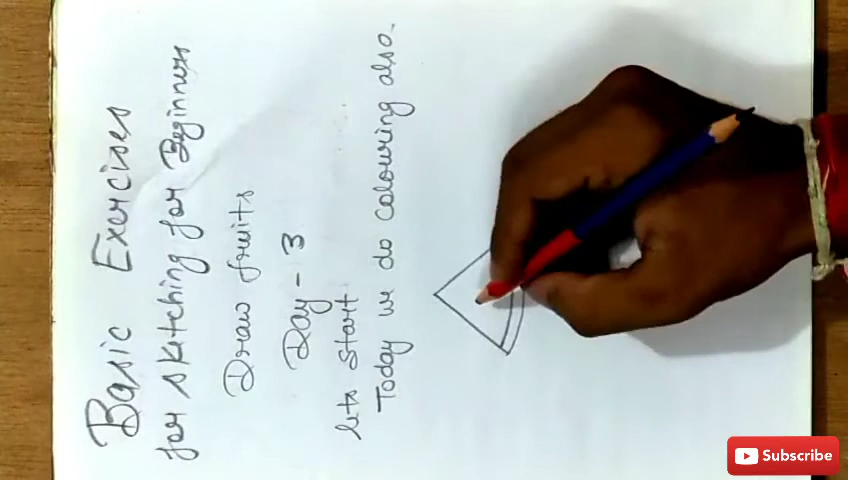 Basic Exercises
for sketching for Beginners
Draw fruits
Day - 3
lets start.
Today we do colouring also.
Subscribe